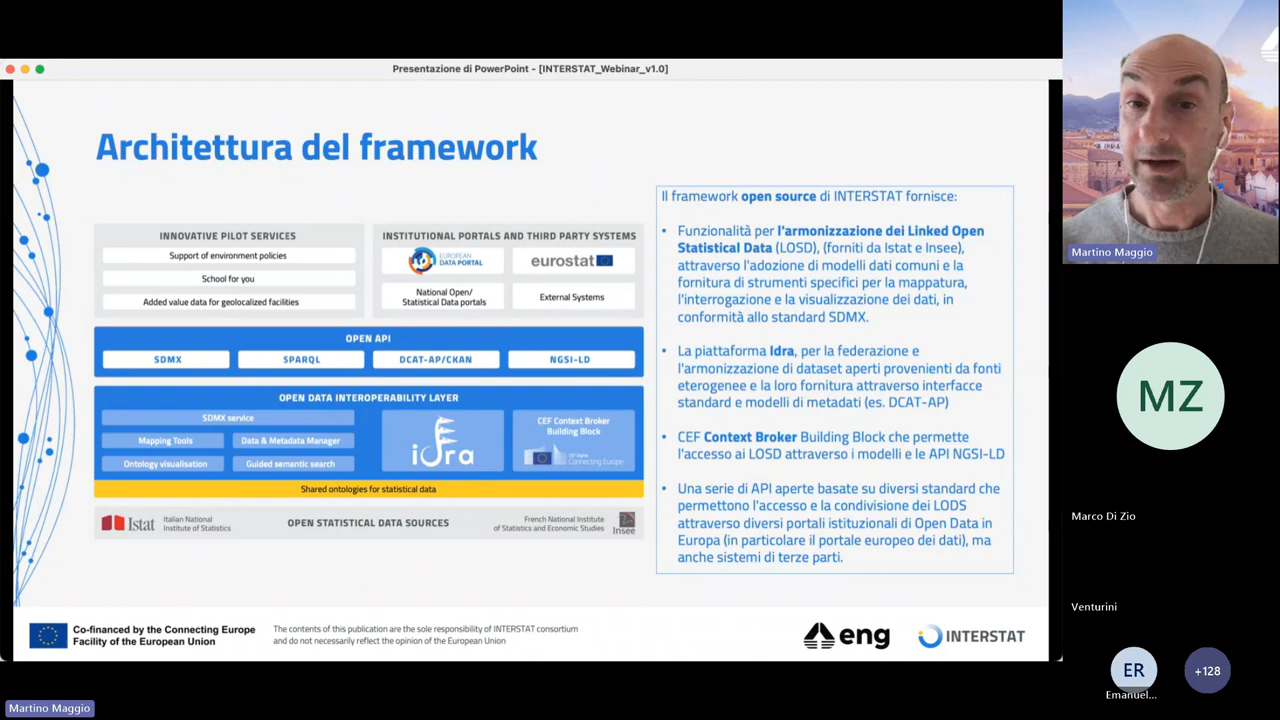 Presentazione di PowerPoint - [INTERSTAT_Webinar_v1.0]
Architettura del framework
INNOVATIVE PILOT SERVICES
Support of environment policies
School for you
Added value data for geolocalized facilities
INSTITUTIONAL PORTALS AND THIRD PARTY SYSTEMS
EUROPEAN
DATA PORTAL
eurostat
National Open/
Statistical Data portals
External Systems
OPEN API
SDMX
SPARQL
DCAT-AP/CKAN
NGSI-LD
OPEN DATA INTEROPERABILITY LAYER
SDMX service
Mapping Tools
Data & Metadata Manager
Ontology visualisation
Guided semantic search
idra
CEF Context Broker
Building Block
Connecting Europe
Shared ontologies for statistical data
Istat
Italian National
Institute of Statistics
OPEN STATISTICAL DATA SOURCES
French National Institute
of Statistics and Economic Studies
Insee
Il framework open source di INTERSTAT fornisce:
• Funzionalità per l'armonizzazione dei Linked Open
Statistical Data (LOSD), (forniti da Istat e Insee),
attraverso l'adozione di modelli dati comuni e la
fornitura di strumenti specifici per la mappatura,
l'interrogazione e la visualizzazione dei dati, in
conformità allo standard SDMX.
• La piattaforma Idra, per la federazione e
l'armonizzazione di dataset aperti provenienti da fonti
eterogenee e la loro fornitura attraverso interfacce
standard e modelli di metadati (es. DCAT-AP)
• CEF Context Broker Building Block che permette
l'accesso ai LOSD attraverso i modelli e le API NGSI-LD
• Una serie di API aperte basate su diversi standard che
permettono l'accesso e la condivisione dei LODS
attraverso diversi portali istituzionali di Open Data in
Europa (in particolare il portale europeo dei dati), ma
anche sistemi di terze parti.
Co-financed by the Connecting Europe
Facility of the European Union
The contents of this publication are the sole responsibility of INTERSTAT consortium
and do not necessarily reflect the opinion of the European Union
eng
INTERSTAT
Martino Maggio
MZ
Marco Di Zio
Venturini
ER
Emanuel...
+128
Martino Maggio